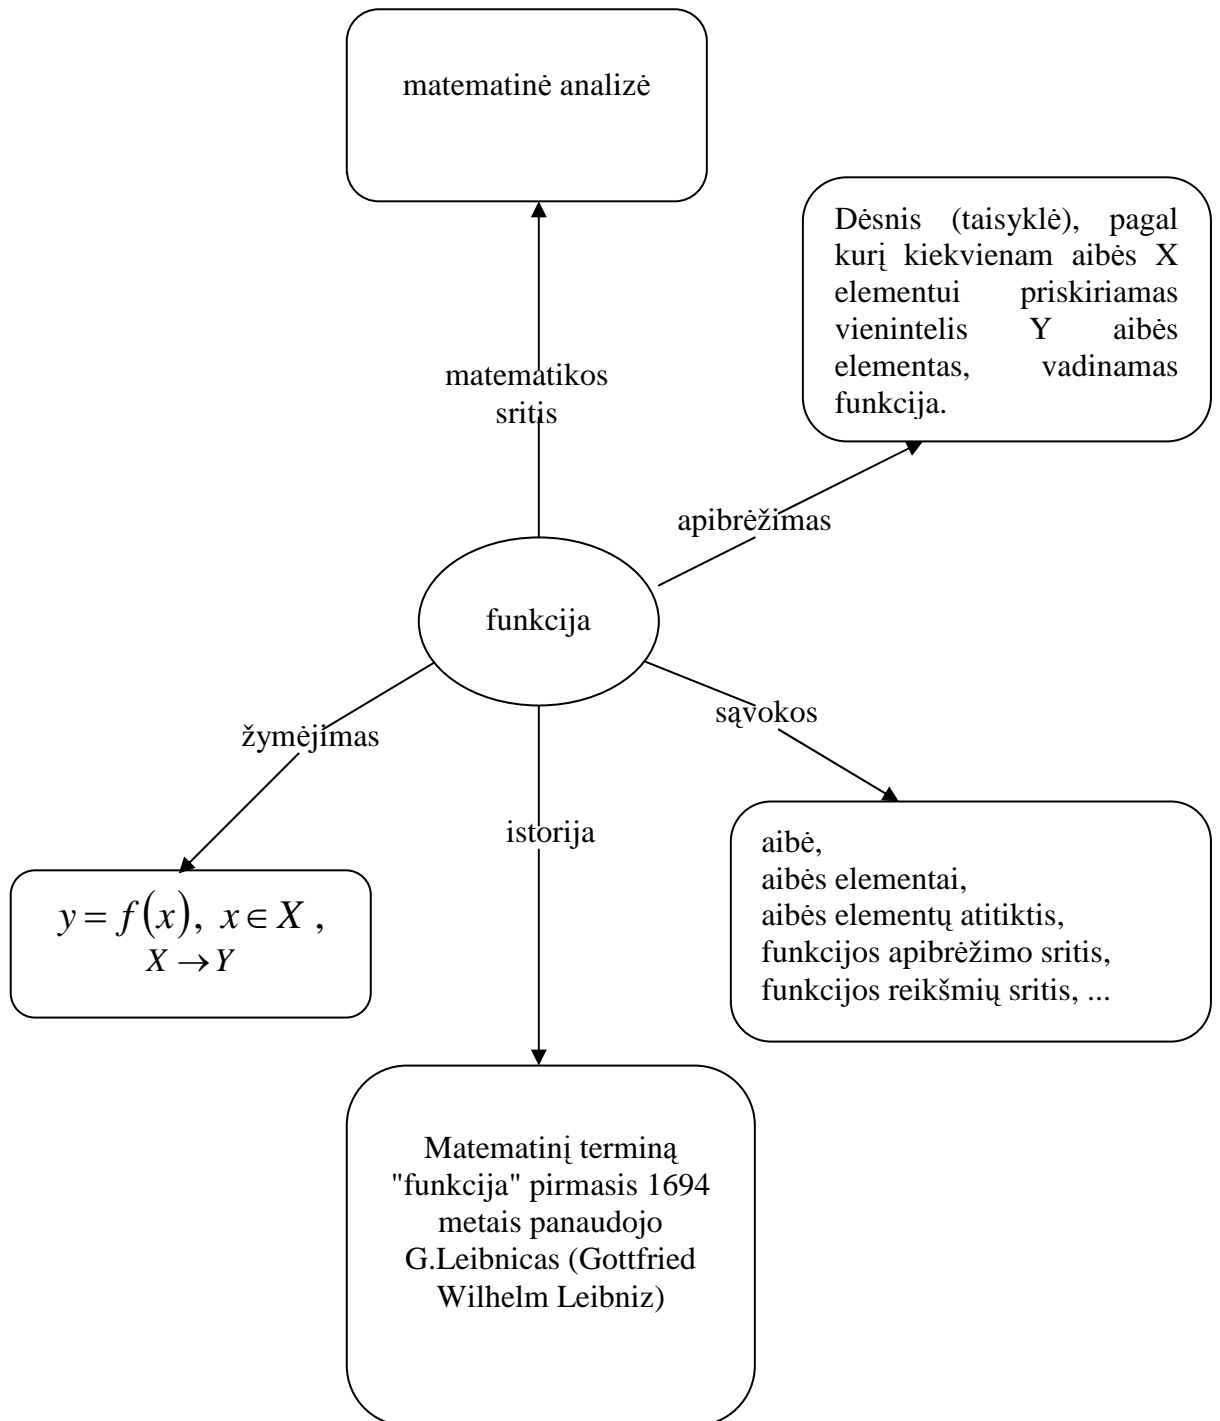 matematinė analizė
Dėsnis (taisyklė), pagal
kurį kiekvienam aibės X
elementui priskiriamas
vienintelis Y aibės
elementas, vadinamas
funkcija.
matematikos
sritis
apibrėžimas
funkcija
sąvokos
žymėjimas
istorija
aibė,
aibės elementai,
aibės elementų atitiktis,
funkcijos apibrėžimo sritis,
funkcijos reikšmių sritis, ...
y = f(x), x ∈ X ,
X → Y
Matematinį terminą
"funkcija" pirmasis 1694
metais panaudojo
G.Leibnicas (Gottfried
Wilhelm Leibniz)